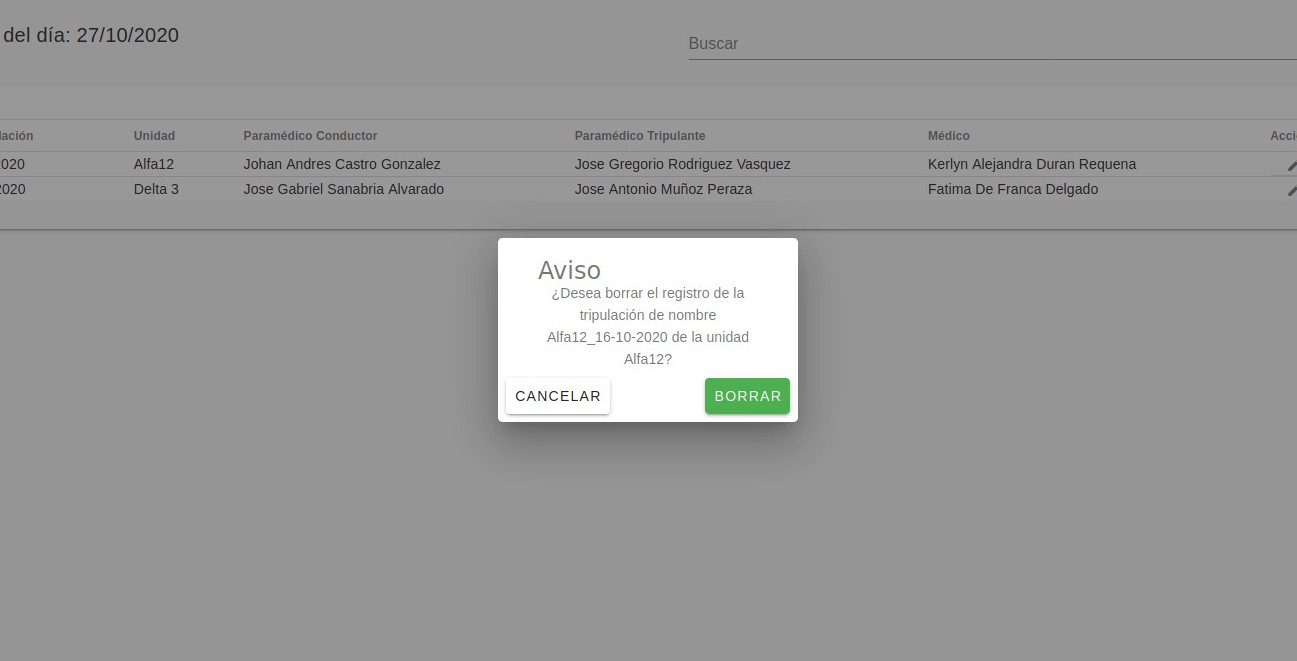 del día: 27/10/2020
Buscar
lación Unidad Paramédico Conductor Paramédico Tripulante Médico Acci
020 Alfa12 Johan Andres Castro Gonzalez Jose Gregorio Rodriguez Vasquez Kerlyn Alejandra Duran Requena
2020 Delta 3 Jose Gabriel Sanabria Alvarado Jose Antonio Muñoz Peraza Fatima De Franca Delgado
Aviso
¿Desea borrar el registro de la
tripulación de nombre
Alfa12_16-10-2020 de la unidad
Alfa12?
CANCELAR BORRAR